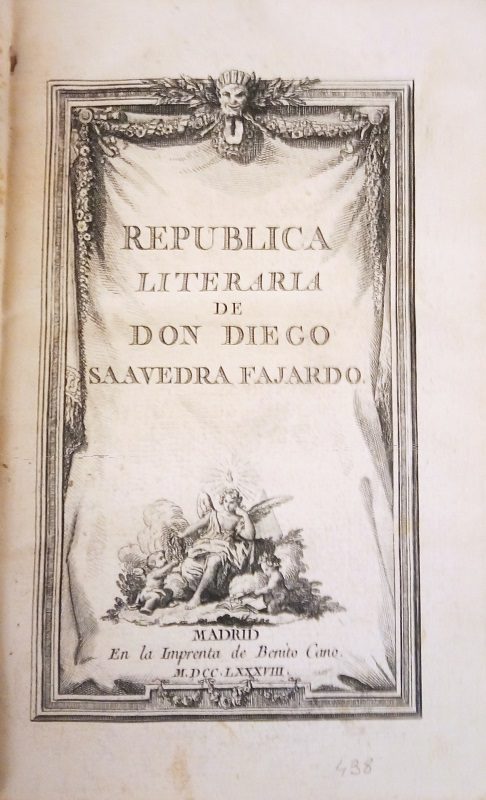 REPUBLICA
LITERARIA
DE
DON DIEGO
SAAVEDRA FAJARDO.
MADRID
En la Imprenta de Benito Cano.
M.DCC.LXXXVIII.
438